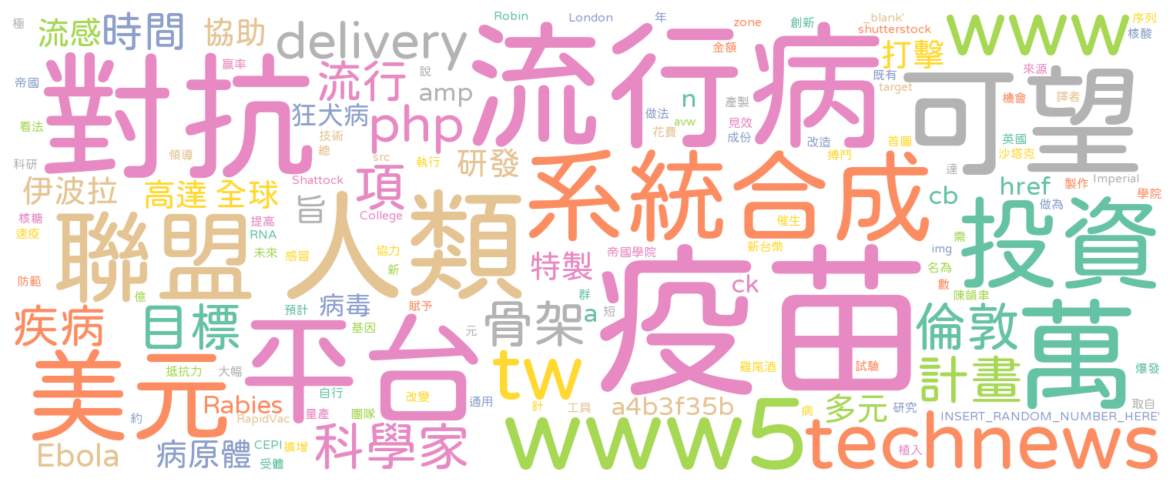 極
流感
時間
協助
delivery
Robin
London
年
zone
創新
_blank'
shutterstock
www
序列
核酸
帝國
贏率
對抗
流行
說
amp
流行病
金額
打擊
既有
target
可望
來源
機會
譯者
看法
狂犬病
技術
總
php
n
avw
產製
見效
成份
做法
花費
改造
首圖
搏鬥
英國
沙塔克
科研
領導
src
執行
研發
達
Imperial
伊波拉
高達
全球
Shattock
旨
項
College
系統合成
cb
href
製作
做為
學院
核糖
速疫
聯盟
提高
RNA
未來
人類
感冒
協力
新
特製
帝國學院
催生
新台幣
img
需
名為
投資
防範
億
預計
病毒
基因
賦予
骨架
群
a
短
疫苗
ck
數
陳韻聿
疾病
目標
平台
元
倫敦
萬
美元
抵抗力
大幅
自行
改變
通用
tw
針
工具
雞尾酒
試驗
計畫
爆發
Rabies
RapidVac
量產
團隊
a4b3f35b
病
多元
研究
取自
INSERT_RANDOM_NUMBER_HERE'
約
Ebola
病原體
CEPI
受體
擴增
科學家
www5
technews
植入